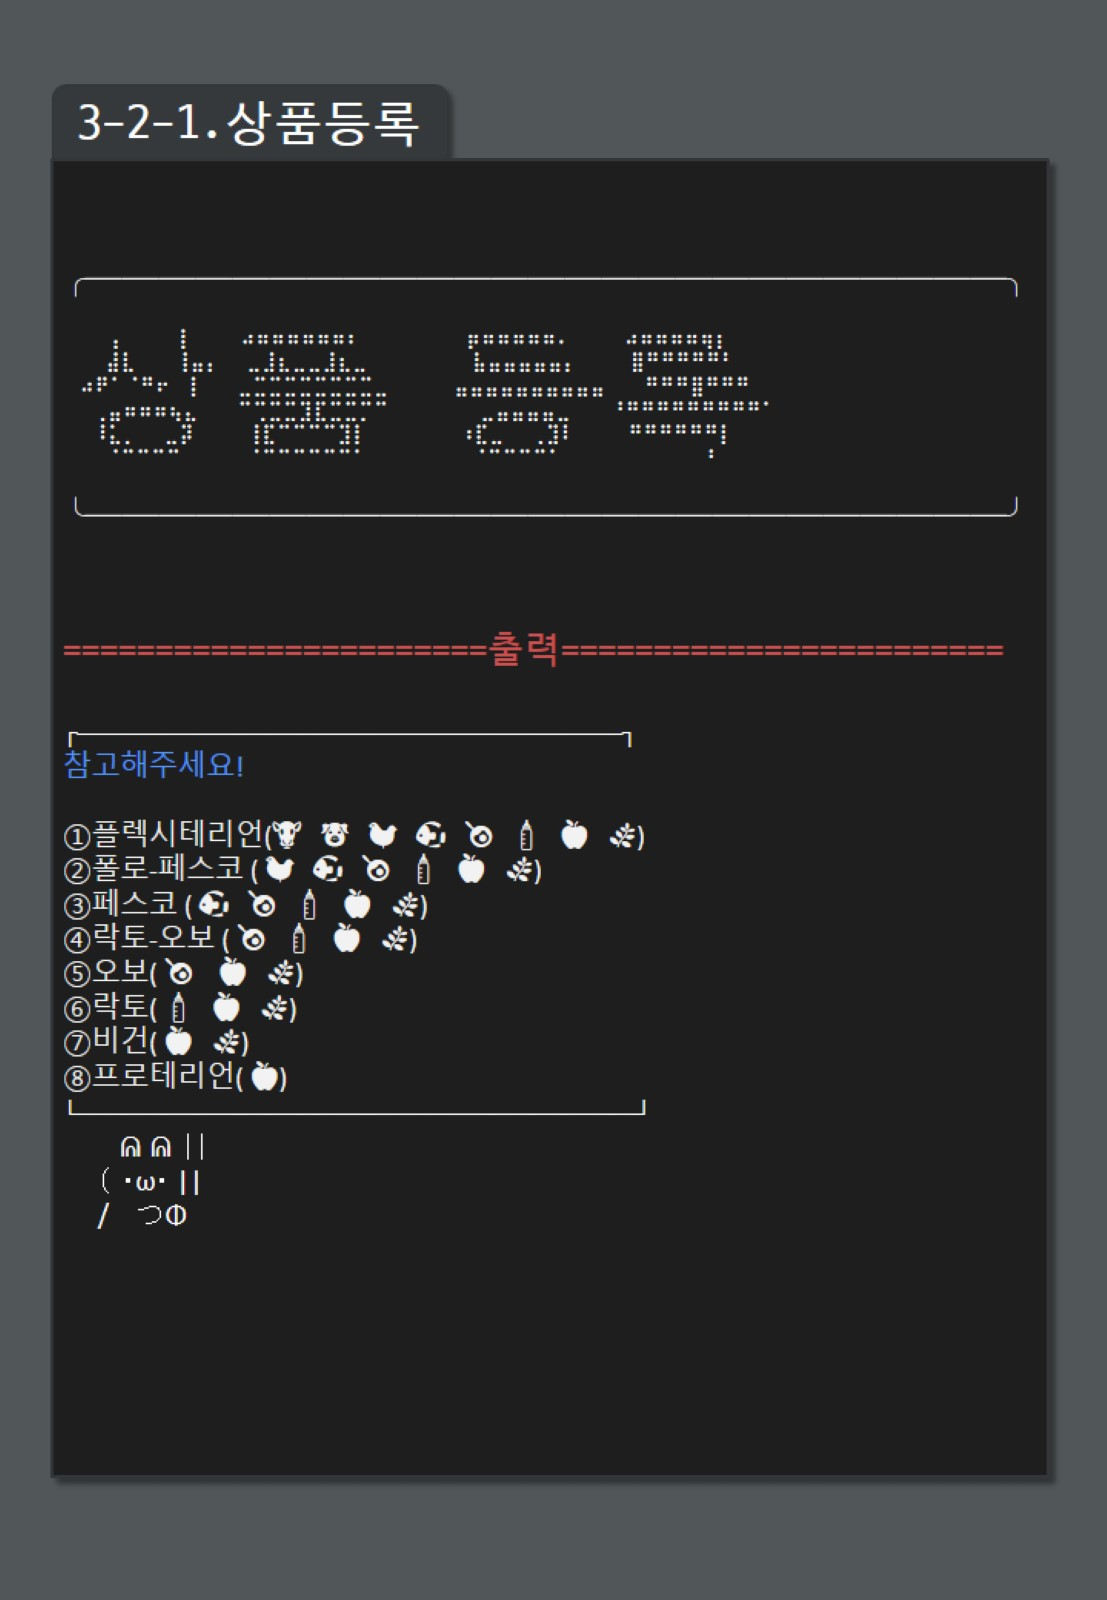 3-2-1.상품등록
상품 등록
=======================출력========================
참고해주세요!
①플렉시테리언(🐮 🐷 🐔 🐠 🍳 🍼 🍎 🌿)
②폴로-페스코 (🐔 🐠 🍳 🍼 🍎 🌿)
③페스코 (🐠 🍳 🍼 🍎 🌿)
④락토-오보 (🍳 🍼 🍎 🌿)
⑤오보(🍳 🍎 🌿)
⑥락토(🍼 🍎 🌿)
⑦비건(🍎 🌿)
⑧프로테리언(🍎)
ᕱ ᕱ ||
( ･ω･ ||
/ つΦ